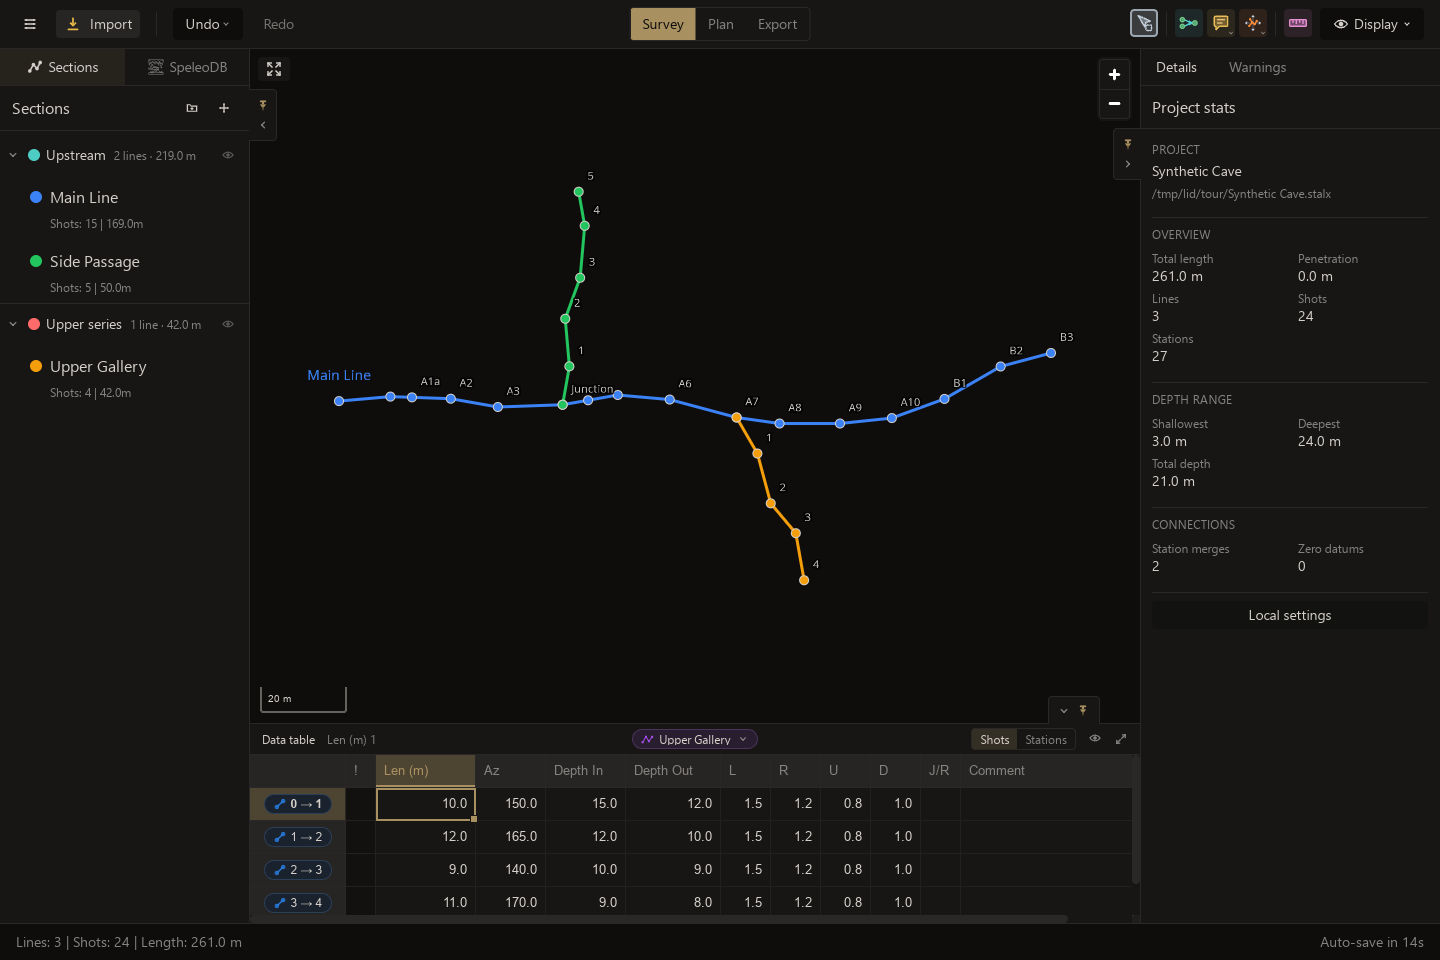 Import
Undo
Redo
Survey
Plan
Export
Display
Sections
SpeleoDB
Sections
Upstream 2 lines · 219.0 m
Main Line
Shots: 15 | 169.0m
Side Passage
Shots: 5 | 50.0m
Upper series 1 line · 42.0 m
Upper Gallery
Shots: 4 | 42.0m
5
4
3
2
1
Main Line
A1a
A2
A3
Junction
A6
A7
A8
A9
A10
B1
B2
B3
1
2
3
4
20 m
Details
Warnings
Project stats
PROJECT
Synthetic Cave
/tmp/lid/tour/Synthetic Cave.stalx
OVERVIEW
Total length Penetration
261.0 m 0.0 m
Lines Shots
3 24
Stations
27
DEPTH RANGE
Shallowest Deepest
3.0 m 24.0 m
Total depth
21.0 m
CONNECTIONS
Station merges Zero datums
2 0
Local settings
Data table Len (m) 1
Upper Gallery
Shots Stations
! Len (m) Az Depth In Depth Out L R U D J/R Comment
0 → 1 10.0 150.0 15.0 12.0 1.5 1.2 0.8 1.0
1 → 2 12.0 165.0 12.0 10.0 1.5 1.2 0.8 1.0
2 → 3 9.0 140.0 10.0 9.0 1.5 1.2 0.8 1.0
3 → 4 11.0 170.0 9.0 8.0 1.5 1.2 0.8 1.0
Lines: 3 | Shots: 24 | Length: 261.0 m
Auto-save in 14s